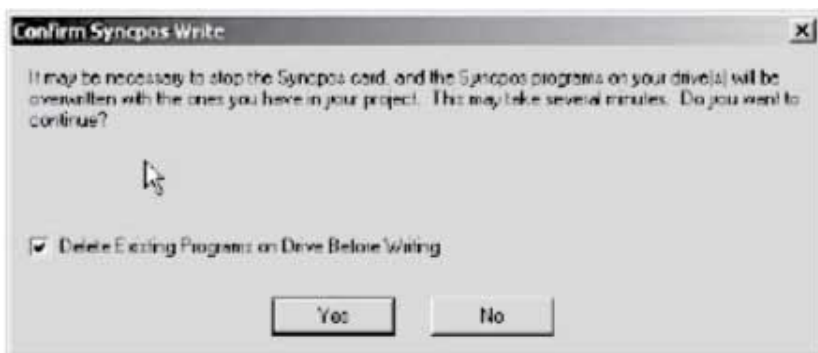 Confirm Syncpos Write
It may be necessary to stop the Syncpos card, and the Syncpos programs on your drive(s) will be
overwritten with the ones you have in your project. This may take several minutes. Do you want to
continue?
Delete Existing Programs on Drive Before Writing
Yes
No